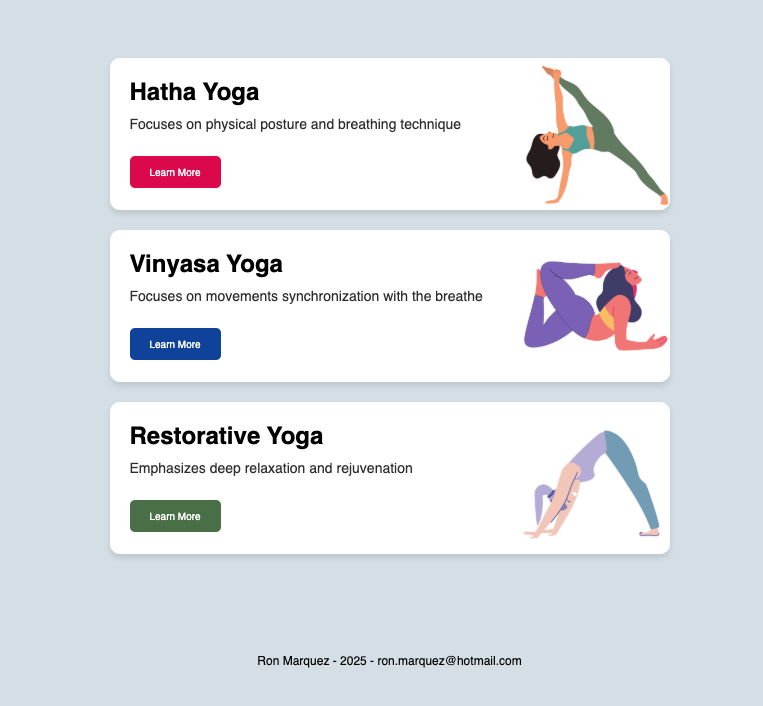 Hatha Yoga
Focuses on physical posture and breathing technique
Learn More
Vinyasa Yoga
Focuses on movements synchronization with the breathe
Learn More
Restorative Yoga
Emphasizes deep relaxation and rejuvenation
Learn More
Ron Marquez - 2025 - ron.marquez@hotmail.com